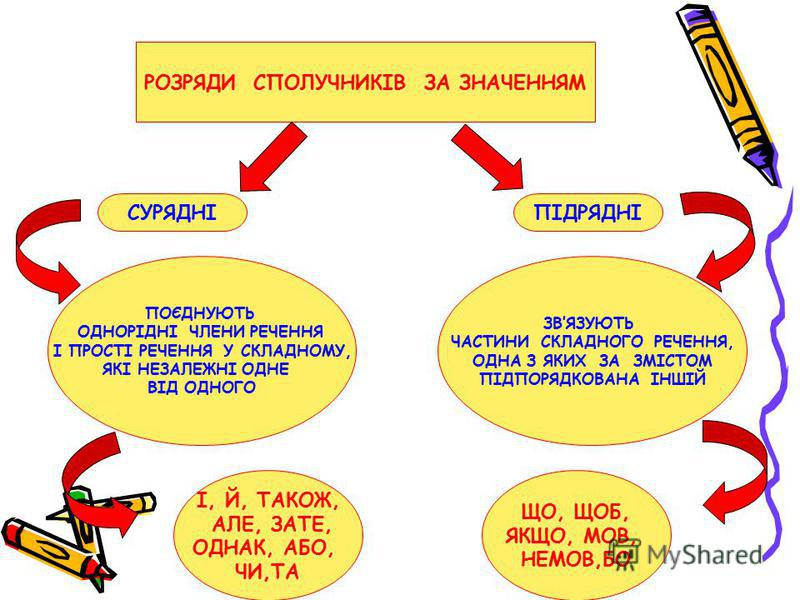 РОЗРЯДИ СПОЛУЧНИКІВ ЗА ЗНАЧЕННЯМ
СУРЯДНІ
ПІДРЯДНІ
ПОЄДНУЮТЬ
ОДНОРІДНІ ЧЛЕНИ РЕЧЕННЯ
І ПРОСТІ РЕЧЕННЯ У СКЛАДНОМУ,
ЯКІ НЕЗАЛЕЖНІ ОДНЕ
ВІД ОДНОГО
ЗВ'ЯЗУЮТЬ
ЧАСТИНИ СКЛАДНОГО РЕЧЕННЯ,
ОДНА З ЯКИХ ЗА ЗМІСТОМ
ПІДПОРЯДКОВАНА ІНШІЙ
І, Й, ТАКОЖ,
АЛЕ, ЗАТЕ,
ОДНАК, АБО,
ЧИ,ТА
ЩО, ЩОБ,
ЯКЩО, МОВ,
НЕМОВ,БО
MyShared